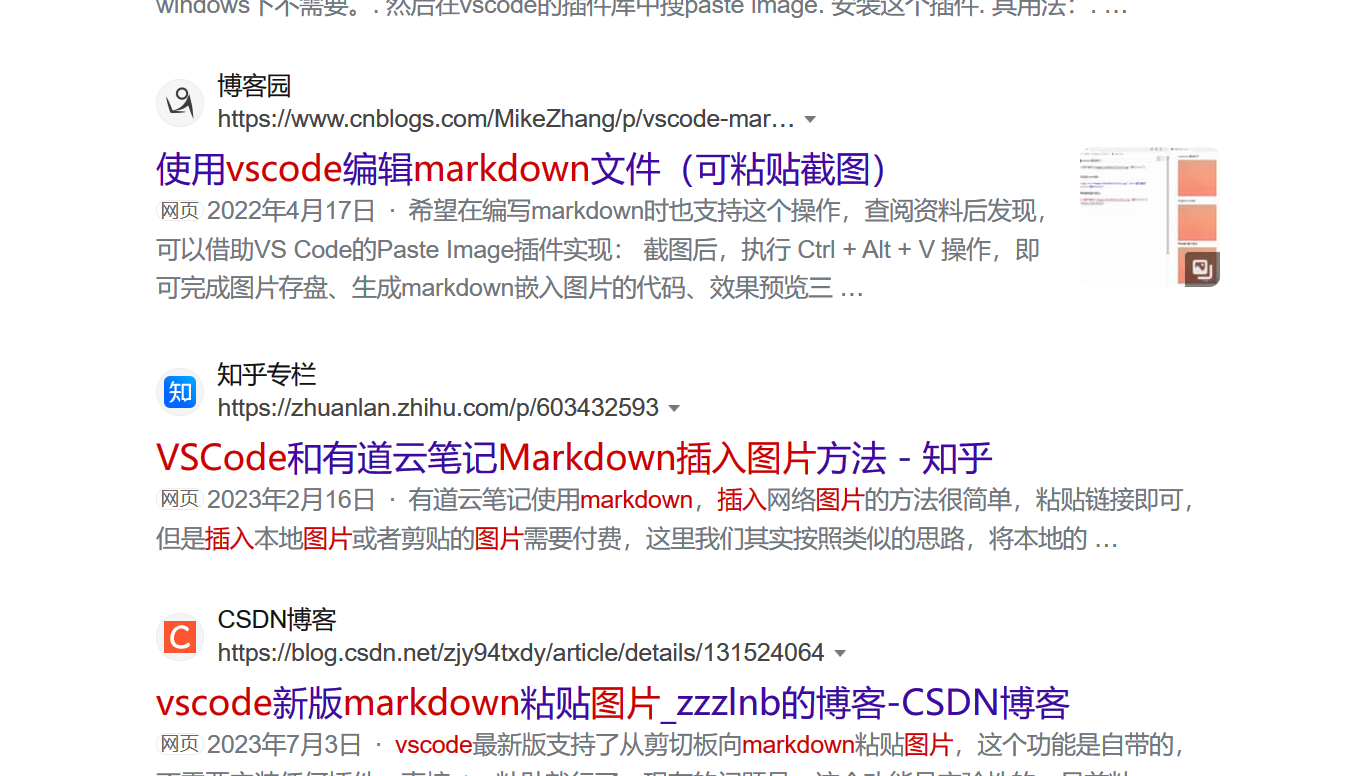 windows下不需要。. 然后在vscode的插件库中搜paste image. 安装这个插件. 其用法：. …
博客园
https://www.cnblogs.com/MikeZhang/p/vscode-mar…
使用vscode编辑markdown文件（可粘贴截图）
网页 2022年4月17日 · 希望在编写markdown时也支持这个操作，查阅资料后发现，
可以借助VS Code的Paste Image插件实现： 截图后，执行 Ctrl + Alt + V 操作，即
可完成图片存盘、生成markdown嵌入图片的代码、效果预览三 …
知
知乎专栏
https://zhuanlan.zhihu.com/p/603432593
VSCode和有道云笔记Markdown插入图片方法 - 知乎
网页 2023年2月16日 · 有道云笔记使用markdown，插入网络图片的方法很简单，粘贴链接即可，
但是插入本地图片或者剪贴的图片需要付费，这里我们其实按照类似的思路，将本地的 …
C
CSDN博客
https://blog.csdn.net/zjy94txdy/article/details/131524064
vscode新版markdown粘贴图片_zzzlnb的博客-CSDN博客
网页 2023年7月3日 · vscode最新版支持了从剪切板向markdown粘贴图片，这个功能是自带的，